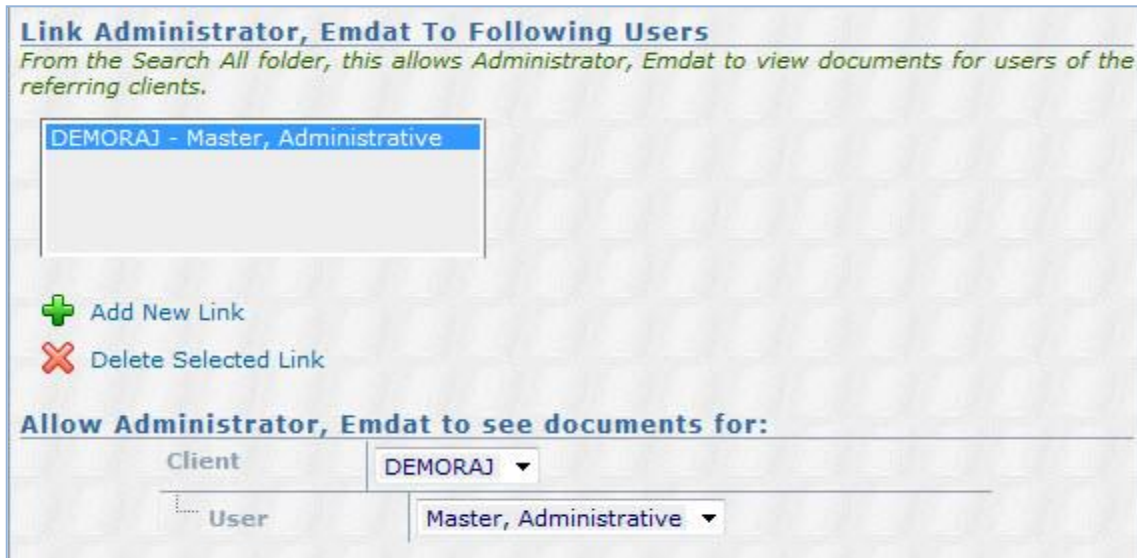 Link Administrator, Emdat To Following Users
From the Search All folder, this allows Administrator, Emdat to view documents for users of the
referring clients.
DEMORAJ - Master, Administrative
Add New Link
Delete Selected Link
Allow Administrator, Emdat to see documents for:
Client DEMORAJ
User Master, Administrative